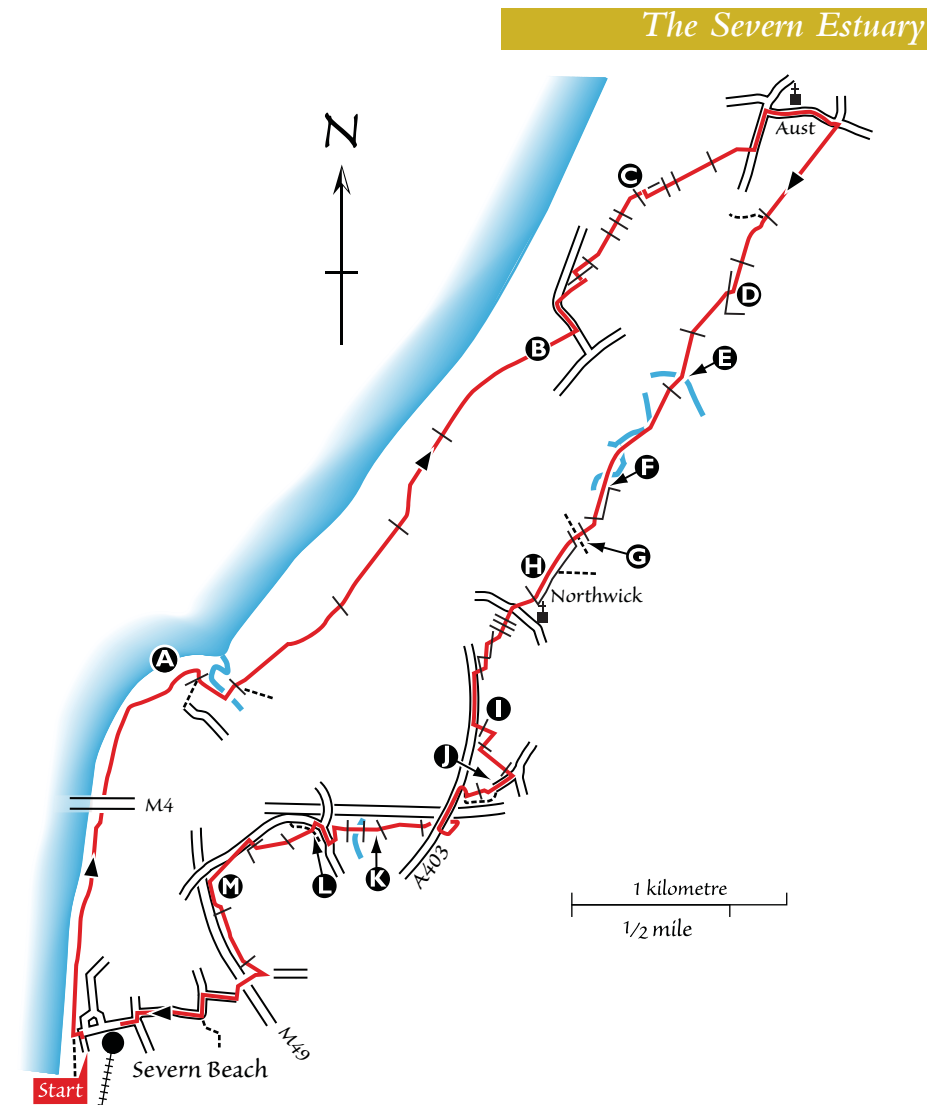 The Severn Estuary
N
Aust
C
D
B
E
F
G
H
Northwick
A
I
J
M4
A403
K
L
M
1 kilometre
1/2 mile
M49
Severn Beach
Start